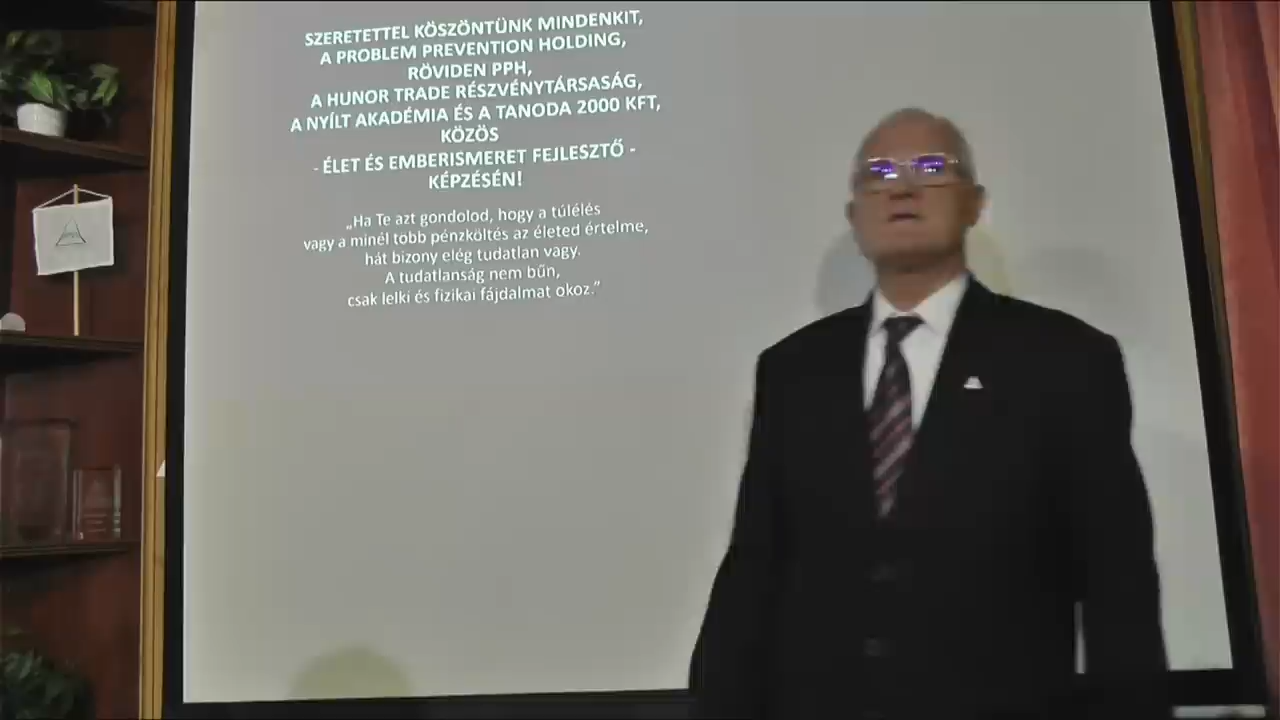 SZERETETTEL KÖSZÖNTÜNK MINDENKIT,
A PROBLEM PREVENTION HOLDING,
RÖVIDEN PPH,
A HUNOR TRADE RÉSZVÉNYTÁRSASÁG,
A NYÍLT AKADÉMIA ÉS A TANODA 2000 KFT,
KÖZÖS
- ÉLET ÉS EMBERISMERET FEJLESZTŐ -
KÉPZÉSÉN!
„Ha Te azt gondolod, hogy a túlélés
vagy a minél több pénzköltés az életed értelme,
hát bizony elég tudatlan vagy.
A tudatlanság nem bűn,
csak lelki és fizikai fájdalmat okoz.”